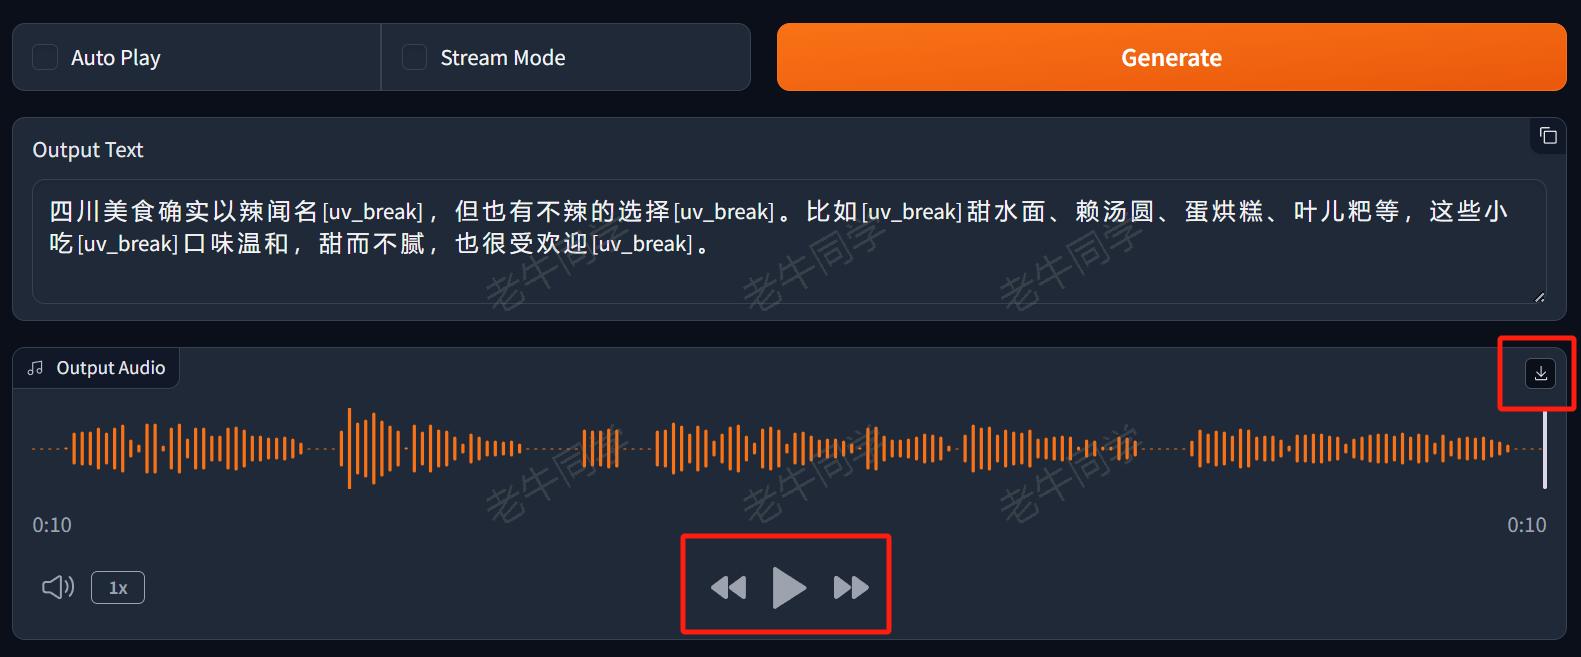 Auto Play
Stream Mode
Generate
Output Text
四川美食确实以辣闻名[uv_break]，但也有不辣的选择[uv_break]。比如[uv_break]甜水面、赖汤圆、蛋烘糕、叶儿粑等，这些小
吃[uv_break]口味温和，甜而不腻，也很受欢迎[uv_break]。
老牛同学 老牛同学 老牛同学
Output Audio
老牛同学 老牛同学 老牛同学
0:10 0:10
1x